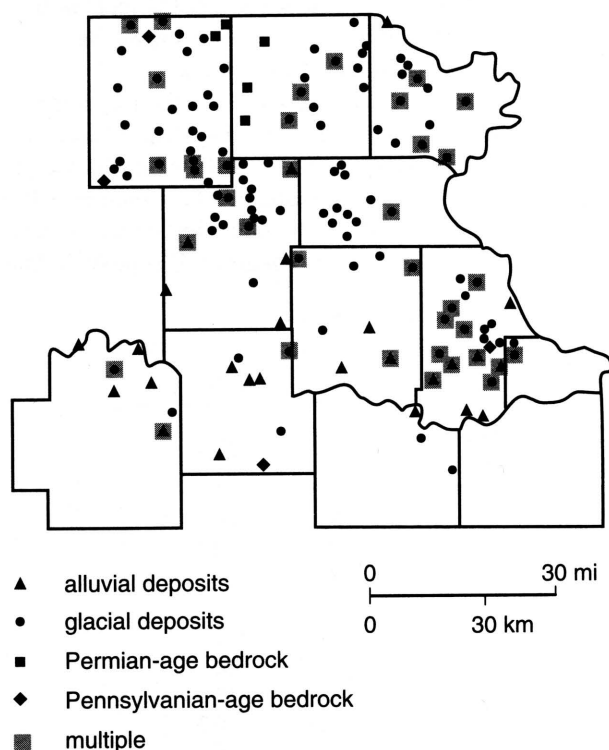 alluvial deposits
glacial deposits
Permian-age bedrock
Pennsylvanian-age bedrock
multiple
0 30 mi
0 30 km